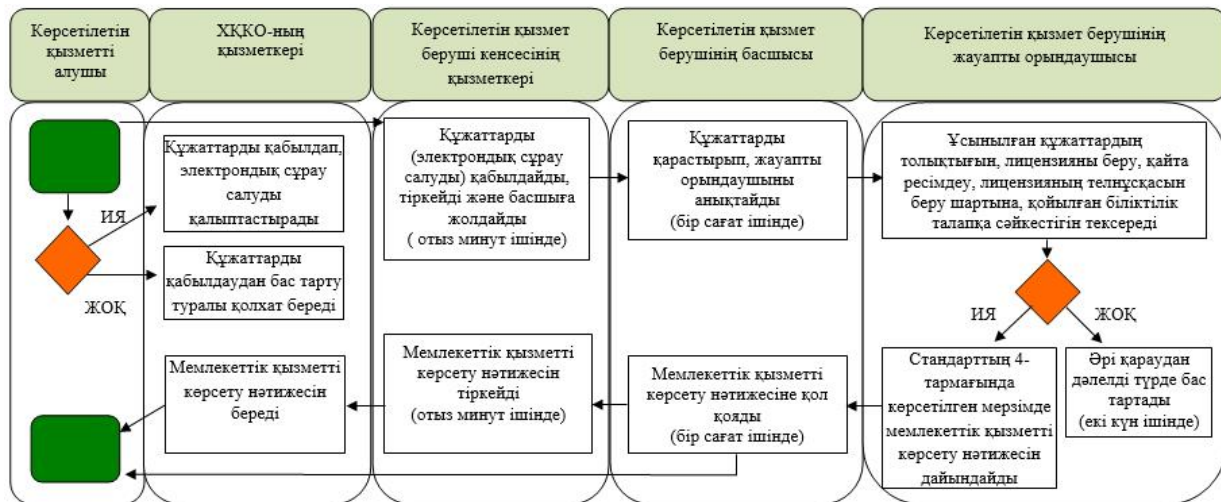 Көрсетілетін
қызметті
алушы
ХҚКО-ның
қызметкері
Көрсетілетін қызмет
беруші кенсесінің
қызметкері
Көрсетілетін қызмет
берушінің басшысы
Көрсетілетін қызмет берушінің
жауапты орындаушысы
ИЯ
ЖОҚ
Құжаттарды қабылдап,
электрондық сұрау
салуды
қалыптастырады
Құжаттарды
қабылдаудан бас тарту
туралы қолхат береді
Құжаттарды
(электрондық сұрау
салуды) қабылдайды,
тіркейді және басшыға
жолдайды
( отыз минут ішінде)
Құжаттарды
қарастырып, жауапты
орындаушыны
анықтайды
(бір сағат ішінде)
Ұсынылған құжаттардың
толықтығын, лицензияны беру, қайта
ресімдеу, лицензияның телнұсқасын
беру шартына, қойылған біліктілік
талапқа сәйкестігін тексереді
ИЯ
ЖОҚ
Мемлекеттік қызметті
көрсету нәтижесін
береді
Мемлекеттік қызметті
көрсету нәтижесін
тіркейді
(отыз минут ішінде)
Мемлекеттік қызметті
көрсету нәтижесіне қол
қояды
(бір сағат ішінде)
Стандарттың 4-
тармағында
көрсетілген мерзімде
мемлекеттік қызметті
көрсету нәтижесін
дайындайды
Әрі қараудан
дәлелді түрде бас
тартады
(екі күн ішінде)